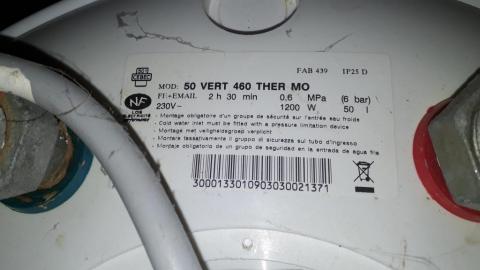 FAB 439 IP25 D
MOD: 50 VERT 460 THER MO
FE+EMAIL 2 h 30 min 0,6 MPa (6 bar)
230V~ 1200 W 50 l
NF
- Montage obligatoire d'un groupe de sécurité sur l'entrée eau froide
- Cold water inlet must be fitted with a pressure limitation device
- Montage met veiligheidsgroep verplicht
- Montare tassativamente il gruppo di sicurezza sul tubo d'ingresso
- Montaje obligatorio de un grupo de seguridad en la entrada de agua fria
3000133010903030021371